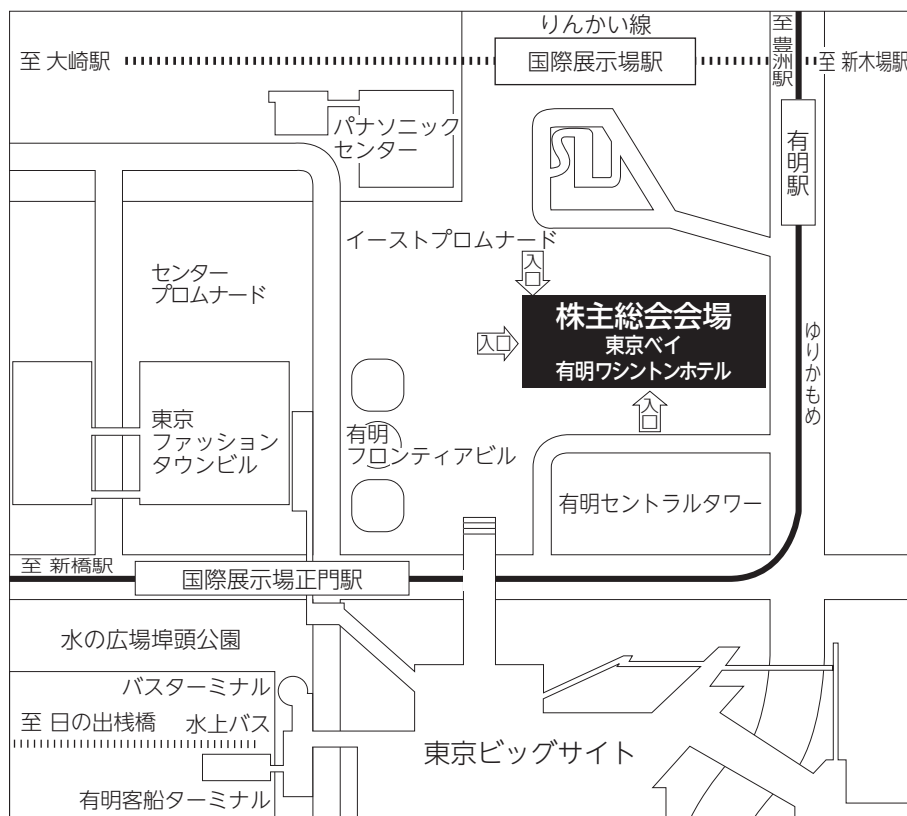 りんかい線
至 大崎駅
国際展示場駅
至 豊洲駅
至 新木場駅
パナソニック
センター
有明駅
イーストプロムナード
入口
センター
プロムナード
株主総会会場
東京ベイ
有明ワシントンホテル
入口
ゆりかもめ
入口
東京
ファッション
タウンビル
有明
フロンティアビル
有明セントラルタワー
至 新橋駅
国際展示場正門駅
水の広場埠頭公園
バスターミナル
至 日の出桟橋
水上バス
東京ビッグサイト
有明客船ターミナル